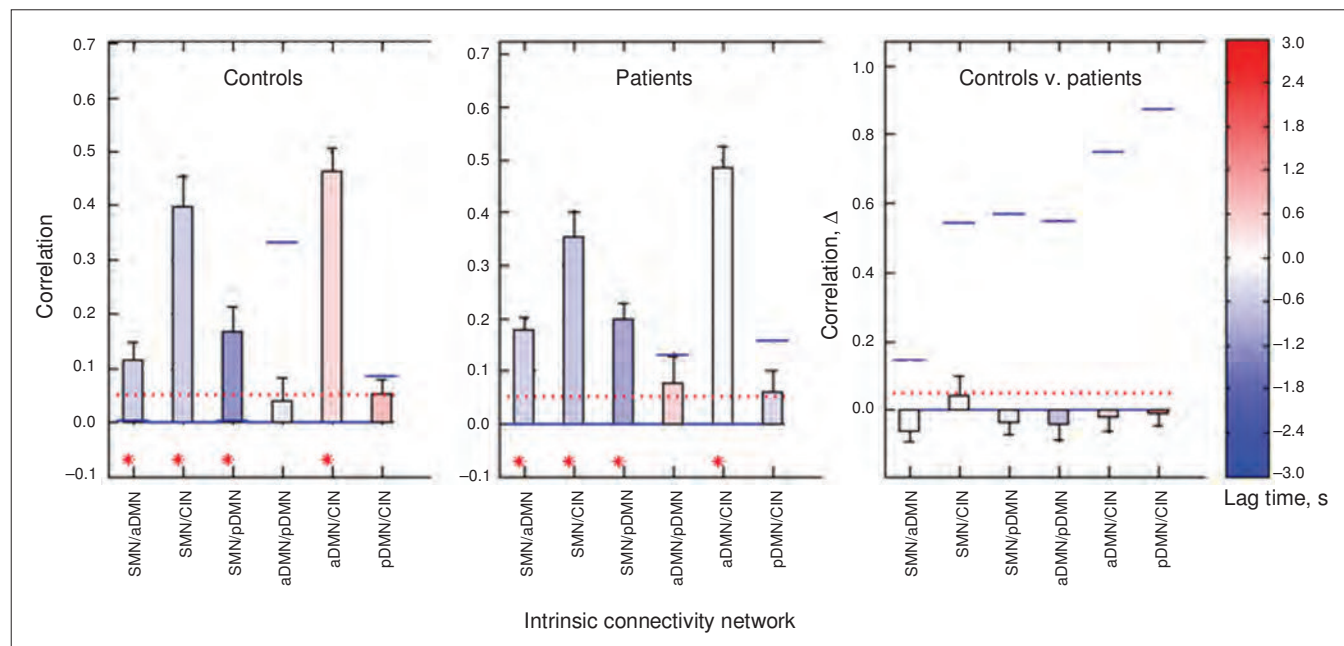 Controls
0.7
0.6
0.5
0.4
0.3
0.2
0.1
0.0
–0.1
Correlation
SMN/aDMN
SMN/CIN
SMN/pDMN
aDMN/pDMN
aDMN/CIN
pDMN/CIN
Patients
0.7
0.6
0.5
0.4
0.3
0.2
0.1
0.0
–0.1
SMN/aDMN
SMN/CIN
SMN/pDMN
aDMN/pDMN
aDMN/CIN
pDMN/CIN
Controls v. patients
1.0
0.8
0.6
0.4
0.2
0.0
Correlation, Δ
SMN/aDMN
SMN/CIN
SMN/pDMN
aDMN/pDMN
aDMN/CIN
pDMN/CIN
3.0
2.4
1.8
1.2
0.6
0.0
–0.6
–1.2
–1.8
–2.4
–3.0
Lag time, s
Intrinsic connectivity network